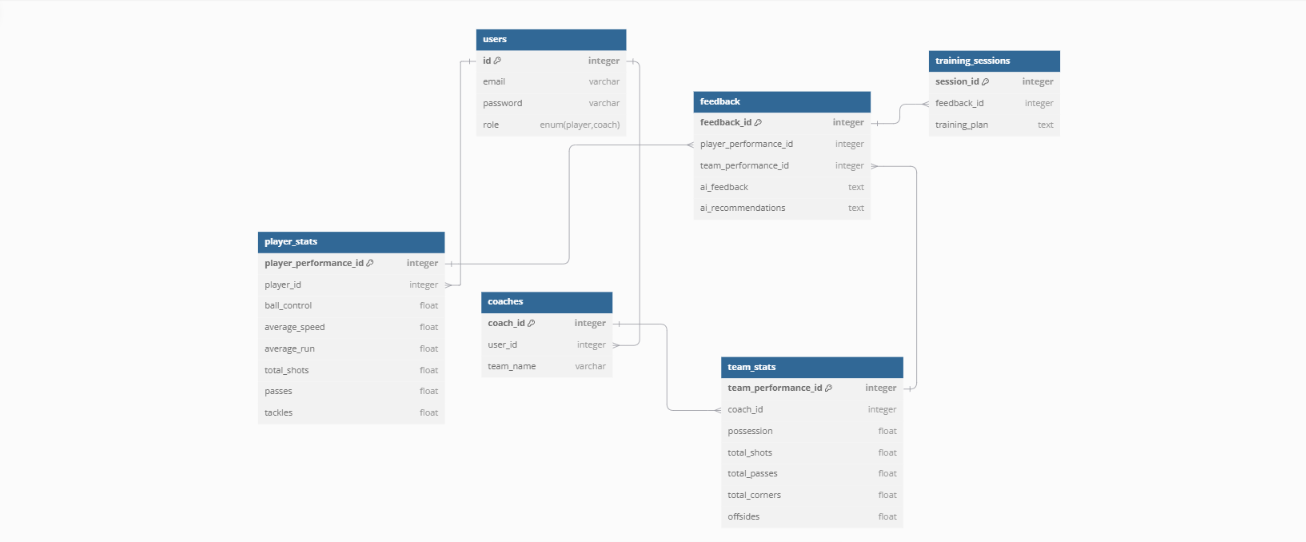 users
id integer
email varchar
password varchar
role enum(player,coach)
training_sessions
session_id integer
feedback_id integer
training_plan text
feedback
feedback_id integer
player_performance_id integer
team_performance_id integer
ai_feedback text
ai_recommendations text
player_stats
player_performance_id integer
player_id integer
ball_control float
average_speed float
average_run float
total_shots float
passes float
tackles float
coaches
coach_id integer
user_id integer
team_name varchar
team_stats
team_performance_id integer
coach_id integer
possession float
total_shots float
total_passes float
total_corners float
offsides float